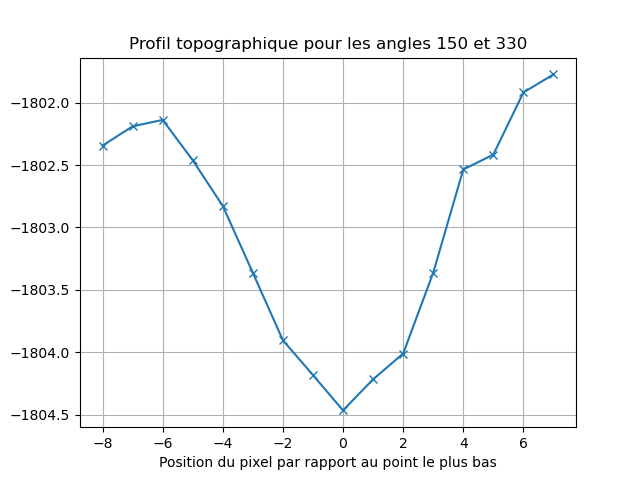 Profil topographique pour les angles 150 et 330
−1802.0
−1802.5
−1803.0
−1803.5
−1804.0
−1804.5
−8 −6 −4 −2 0 2 4 6
Position du pixel par rapport au point le plus bas